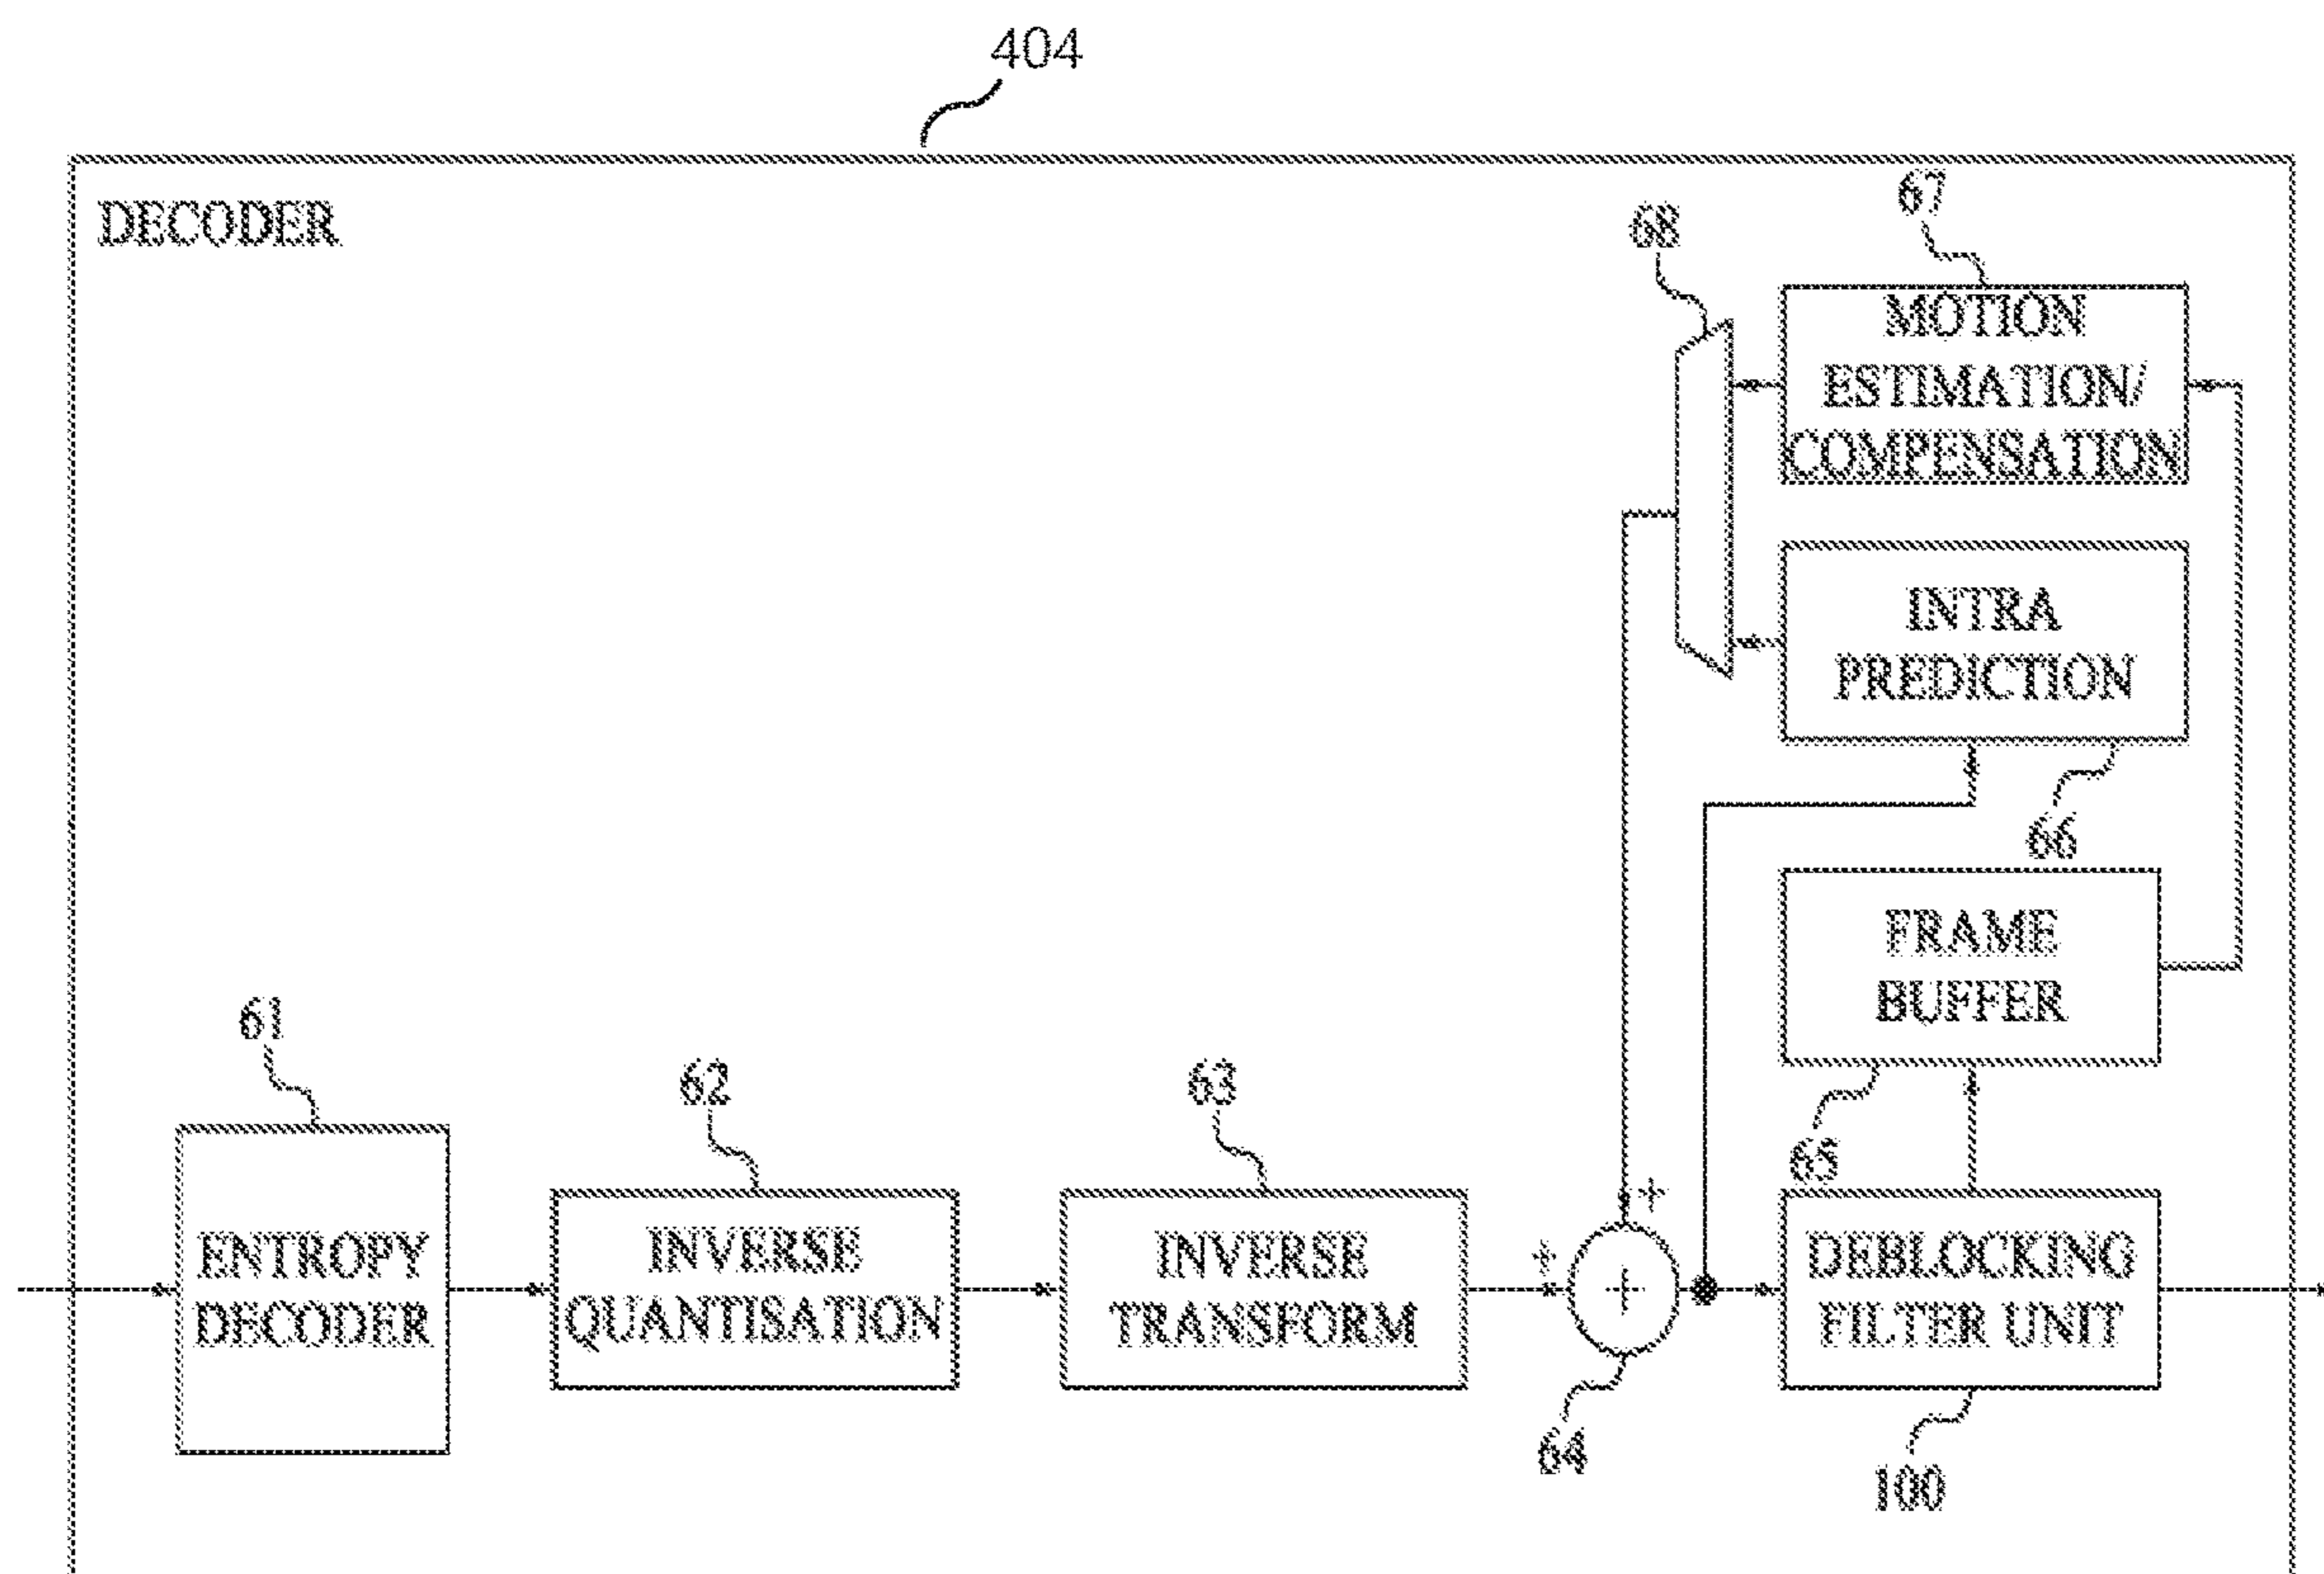 404
DECODER
67
68
MOTION
ESTIMATION/
COMPENSATION
INTRA
PREDICTION
66
FRAME
BUFFER
61
62
63
65
+
+
ENTROPY
DECODER
INVERSE
QUANTISATION
INVERSE
TRANSFORM
+
DEBLOCKING
FILTER UNIT
64
100